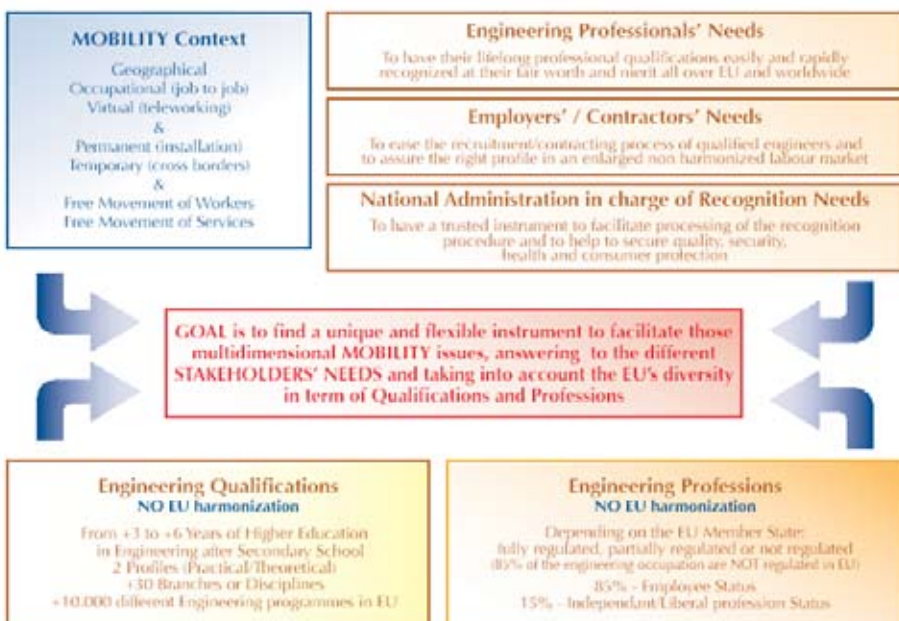 MOBILITY Context
Geographical
Occupational (job to job)
Virtual (teleworking)
&
Permanent (installation)
Temporary (cross borders)
&
Free Movement of Workers
Free Movement of Services
Engineering Professionals' Needs
To have their lifelong professional qualifications easily and rapidly
recognized at their fair worth and merit all over EU and worldwide
Employers' / Contractors' Needs
To ease the recruitment/contracting process of qualified engineers and
to assure the right profile in an enlarged non harmonized labour market
National Administration in charge of Recognition Needs
To have a trusted instrument to facilitate processing of the recognition
procedure and to help to secure quality, security,
health and consumer protection
GOAL is to find a unique and flexible instrument to facilitate those
multidimensional MOBILITY issues, answering to the different
STAKEHOLDERS' NEEDS and taking into account the EU's diversity
in term of Qualifications and Professions
Engineering Qualifications
NO EU harmonization
From +3 to +6 Years of Higher Education
in Engineering after Secondary School
2 Profiles (Practical/Theoretical)
+30 Branches or Disciplines
+10.000 different Engineering programmes in EU
Engineering Professions
NO EU harmonization
Depending on the EU Member State:
fully regulated, partially regulated or not regulated
(85% of the engineering occupation are NOT regulated in EU)
85% - Employee Status
15% - Independant/Liberal profession Status